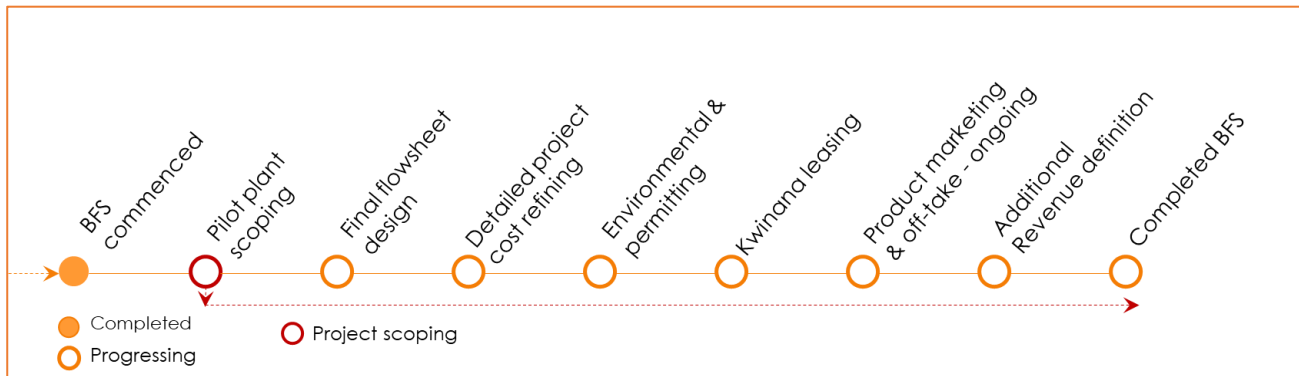 BFS
commenced
Pilot plant
scoping
Final flowsheet
design
Detailed project
cost refining
Environmental &
permitting
Kwinana leasing
Product marketing
& off-take - ongoing
Additional
Revenue definition
Completed BFS
Completed
Progressing
Project scoping